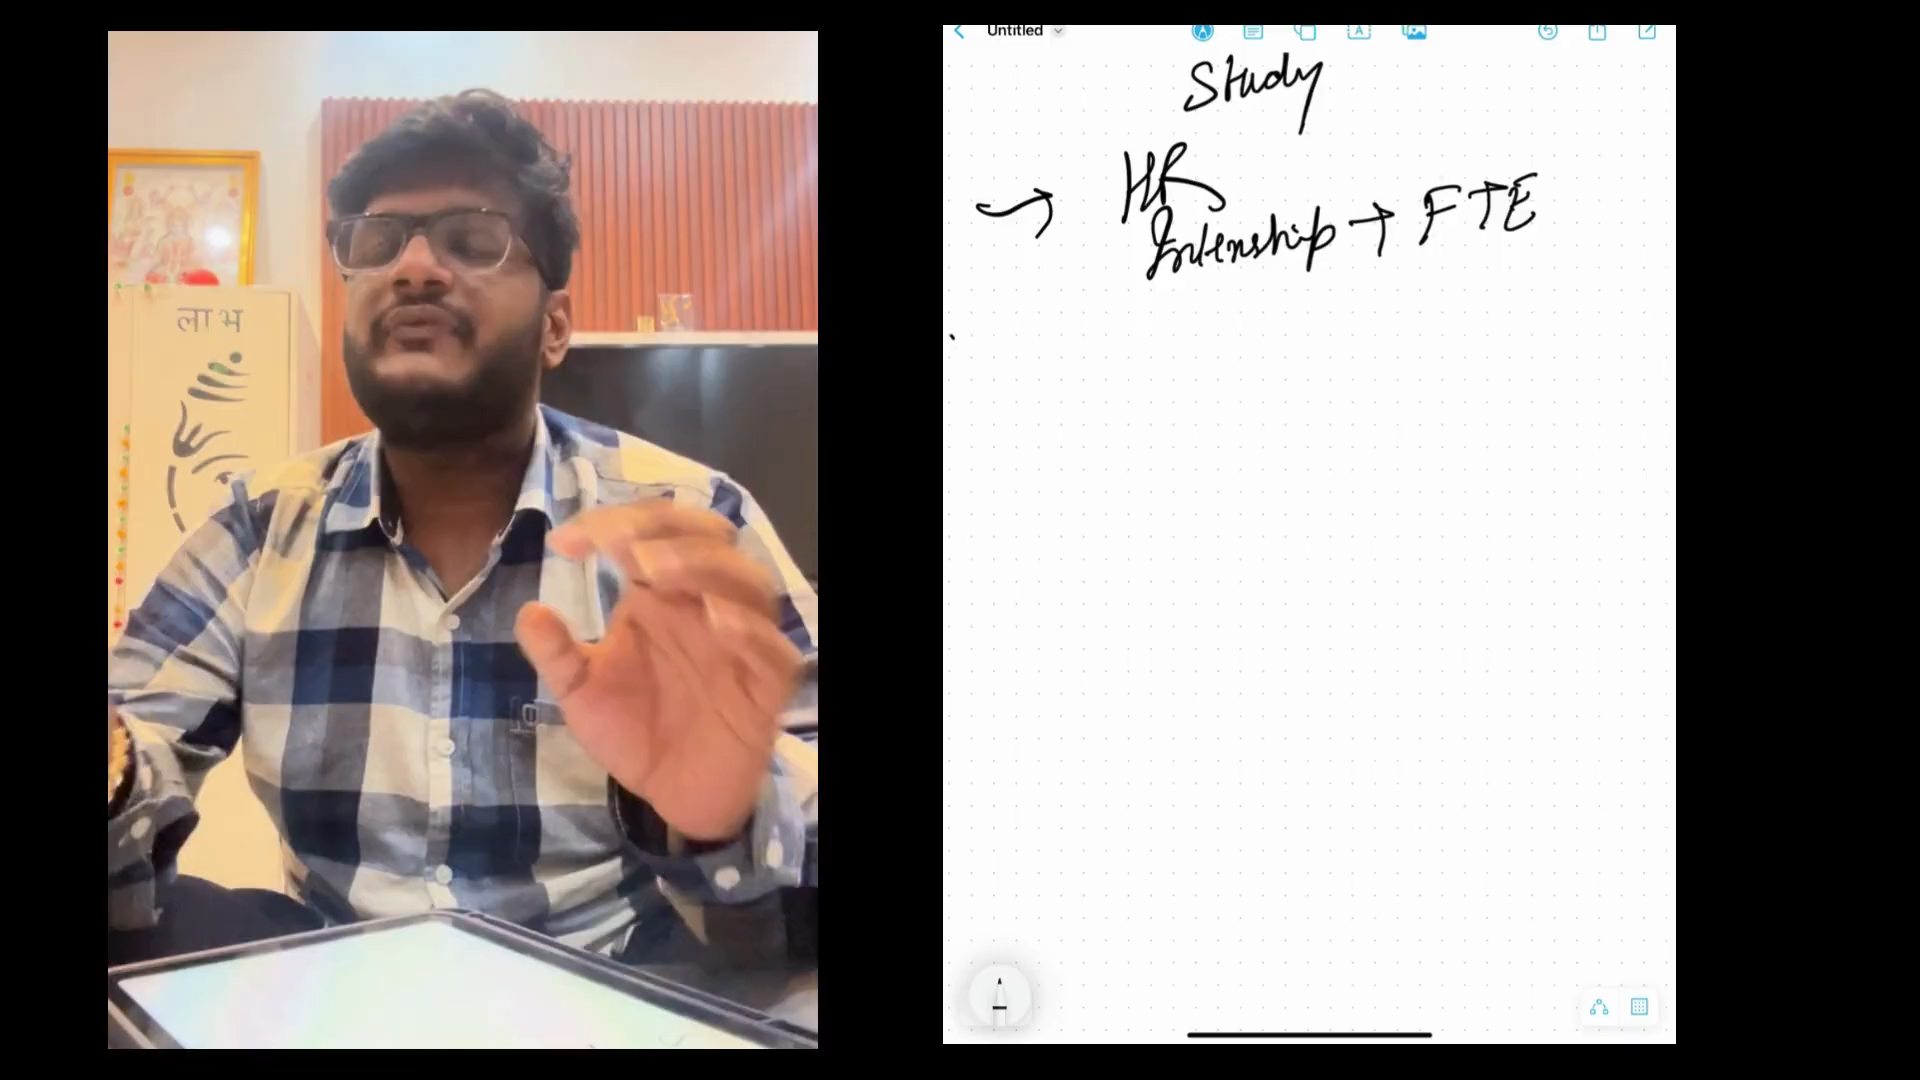 लाभ
Untitled
Study
HR
Internship → FTE